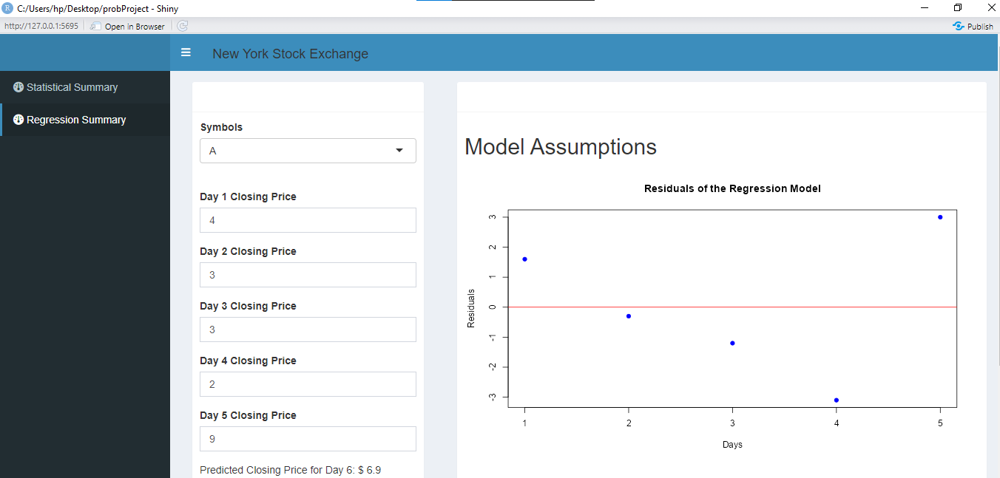 C:/Users/hp/Desktop/probProject - Shiny
http://127.0.0.1:5695 Open in Browser Publish
New York Stock Exchange
Statistical Summary
Regression Summary
Symbols
A
Day 1 Closing Price
4
Day 2 Closing Price
3
Day 3 Closing Price
3
Day 4 Closing Price
2
Day 5 Closing Price
9
Predicted Closing Price for Day 6: $ 6.9
Model Assumptions
Residuals of the Regression Model
Residuals
3
2
1
0
-1
-2
-3
1 2 3 4 5
Days